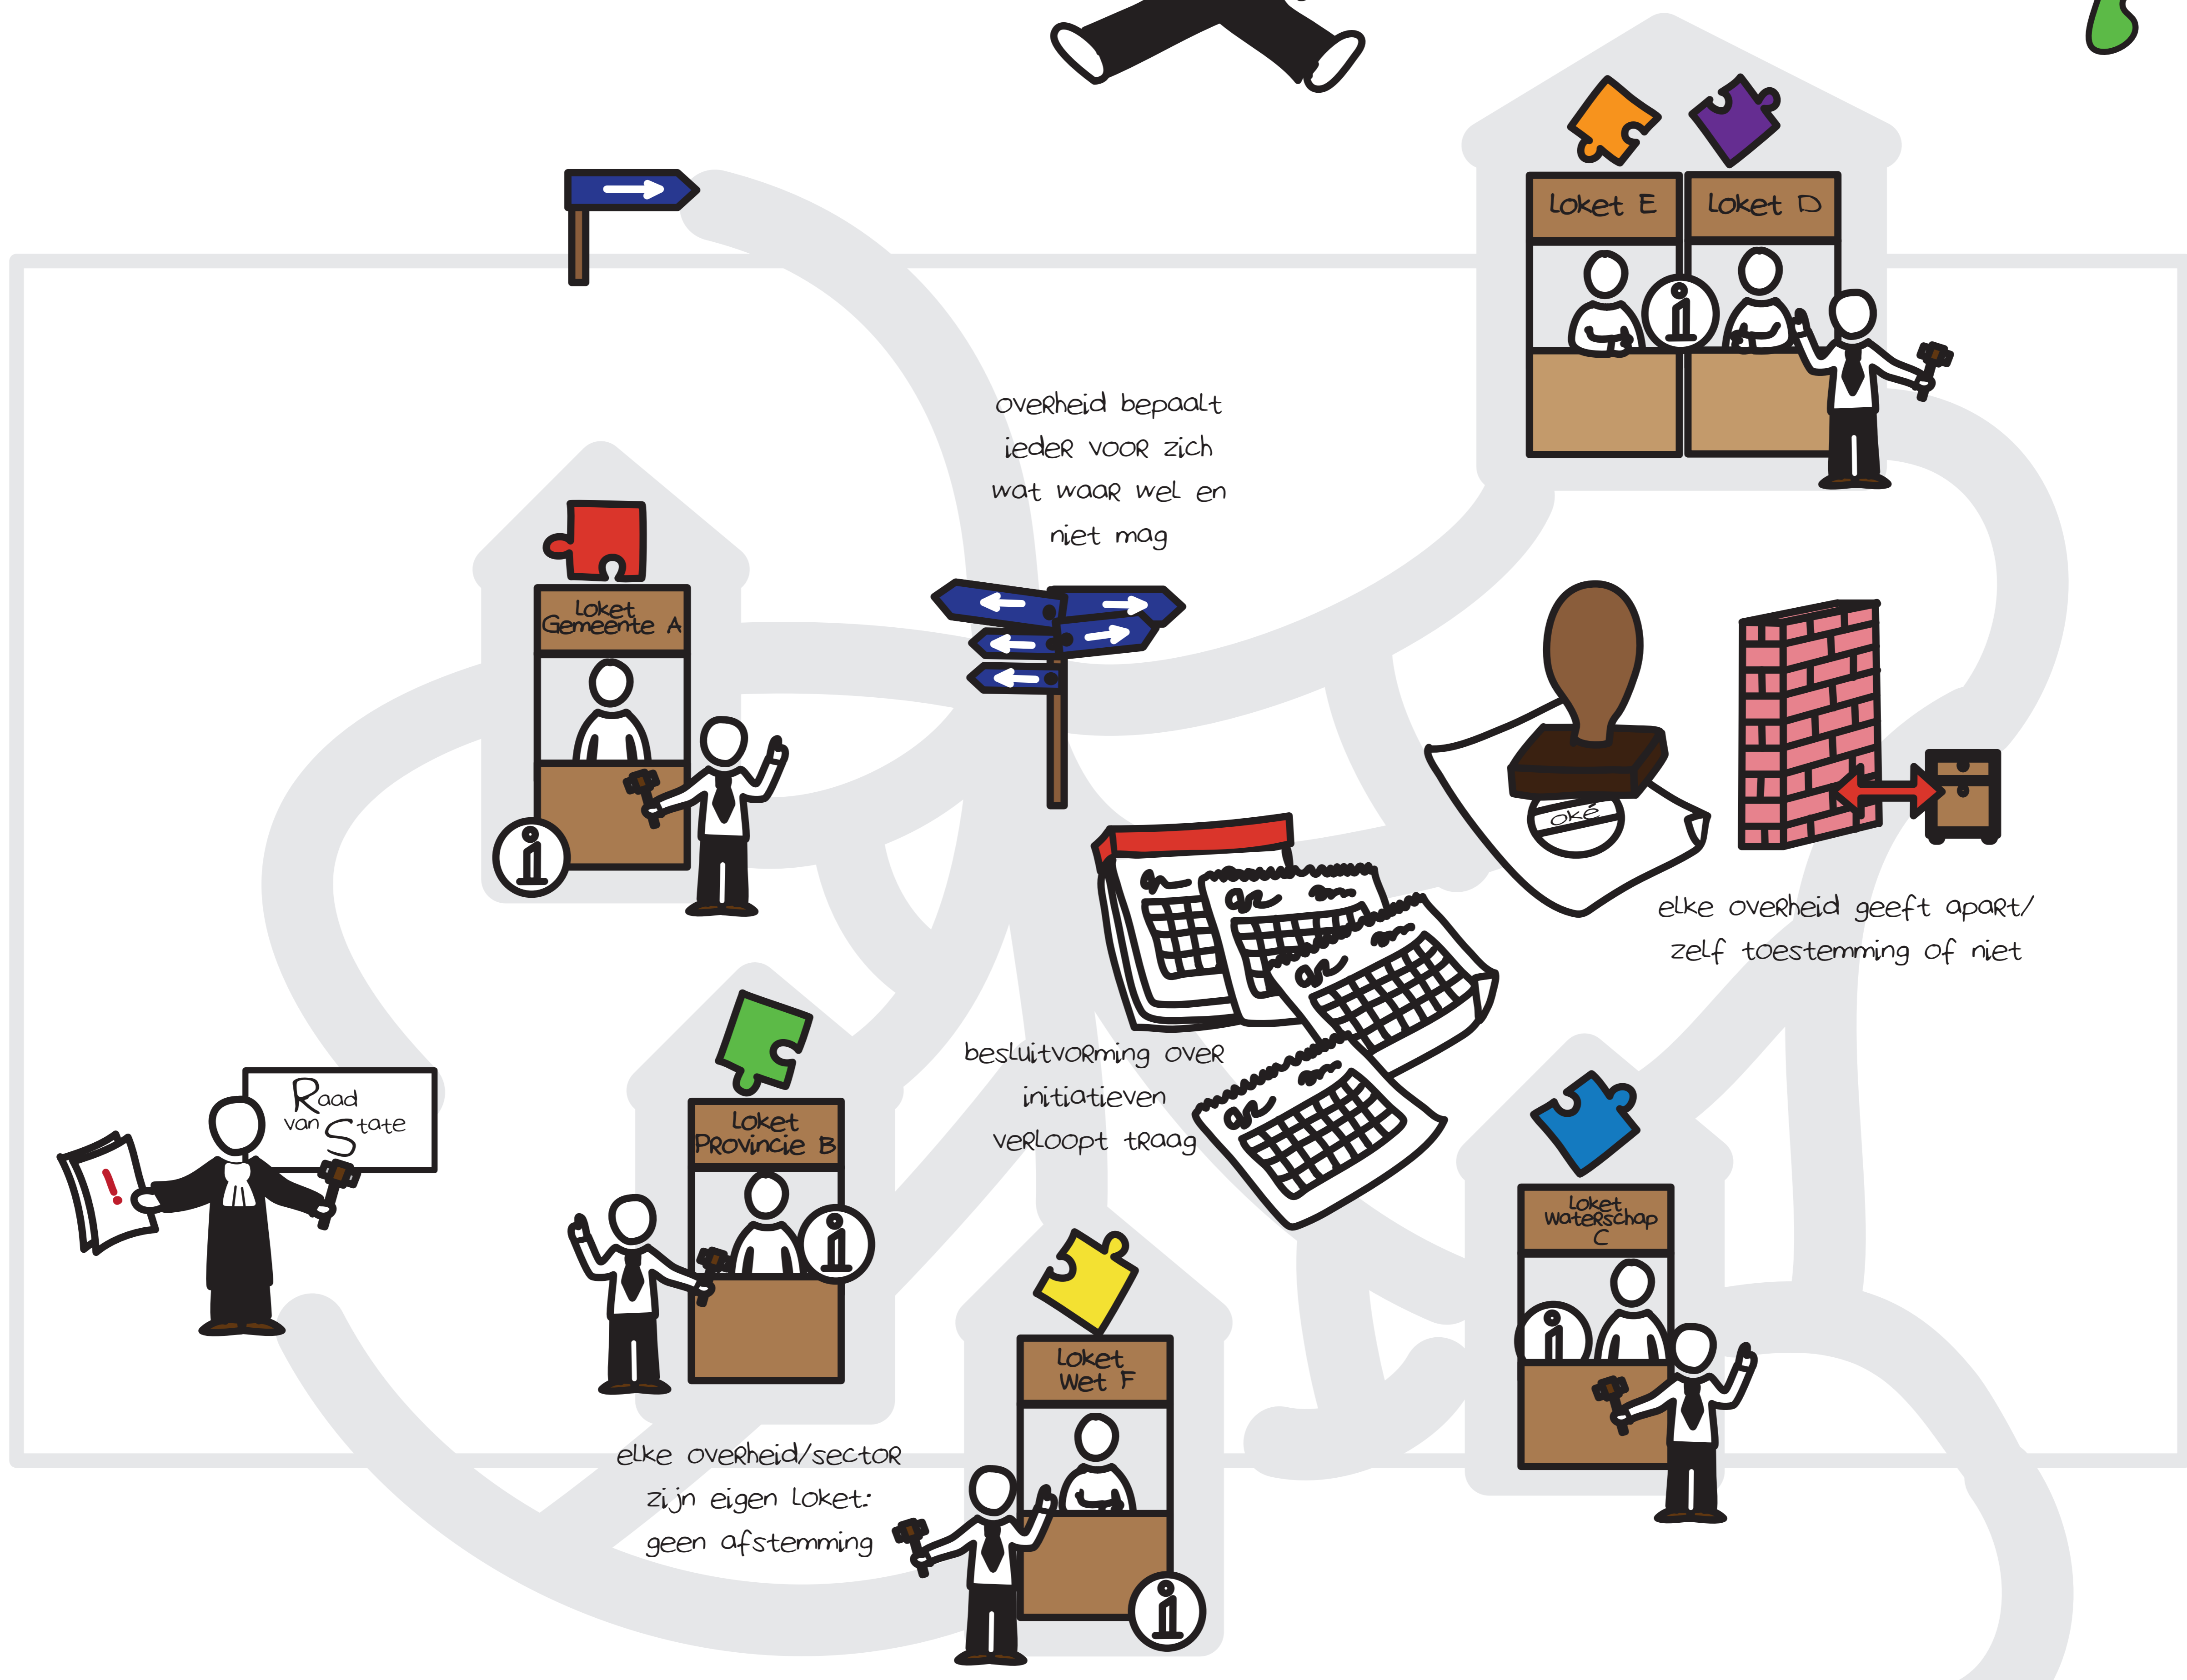 Loket E
Loket D
overheid bepaalt
ieder voor zich
wat waar wel en
niet mag
Loket
Gemeente A
oké
elke overheid geeft apart/
zelf toestemming of niet
besluitvorming over
initiatieven
verloopt traag
Raad
van State
Loket
Provincie B
Loket
Waterschap
C
Loket
Wet F
elke overheid/sector
zijn eigen loket:
geen afstemming